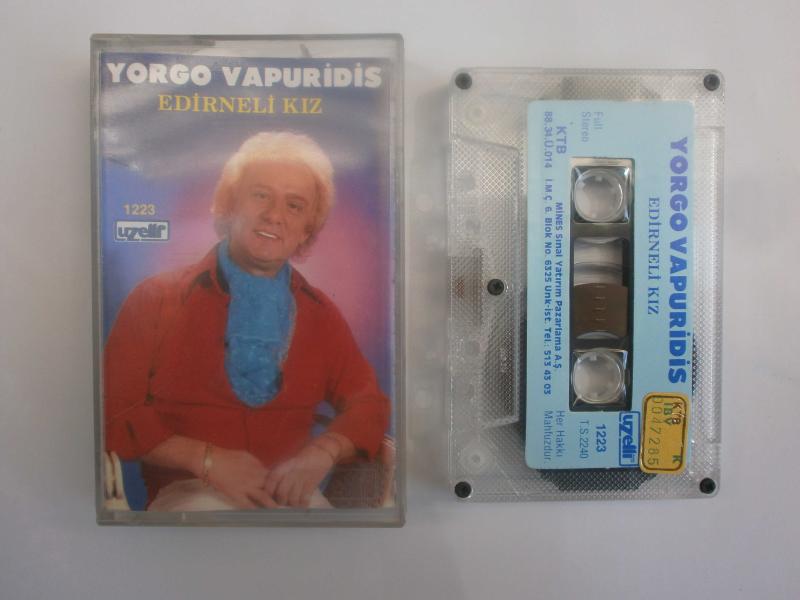 YORGO VAPURİDİS
EDİRNELİ KIZ
1223
uzelli
YORGO VAPURİDİS
EDİRNELİ KIZ
MİNES Sınai Yatırım Pazarlama A.Ş.
İ.M.Ç. 6. Blok No. 6325 Unk-İst. Tel: 513 43 03
KTB
88.34.Ü.014
Full
Stereo
Her Hakkı
Mahfuzdur
T.S. 2240
1223
uzelli
0047285